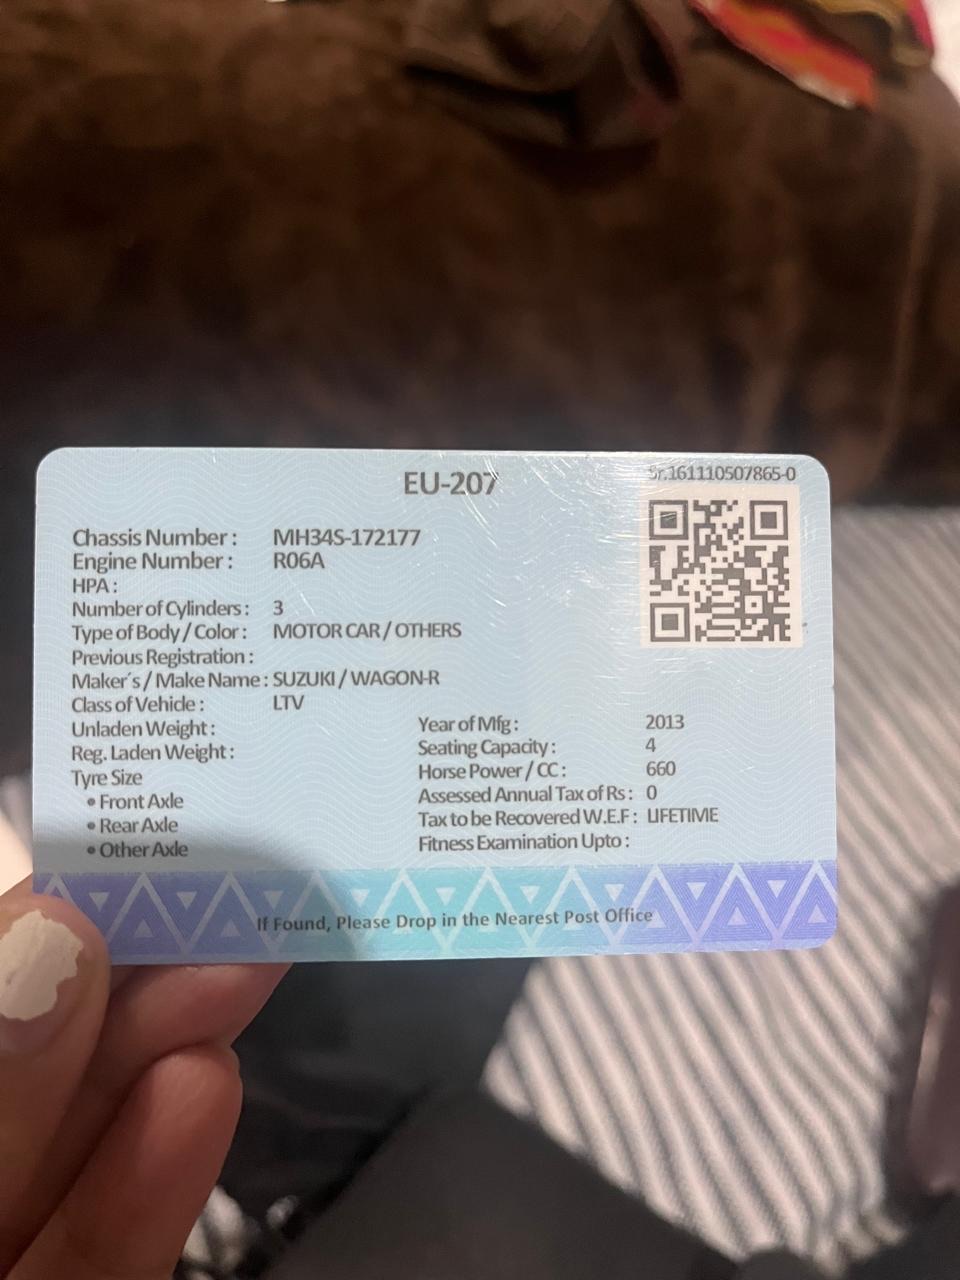 EU-207
Sr.161110507865-0
Chassis Number : MH34S-172177
Engine Number : R06A
HPA :
Number of Cylinders : 3
Type of Body / Color : MOTOR CAR / OTHERS
Previous Registration :
Maker's / Make Name : SUZUKI / WAGON-R
Class of Vehicle : LTV
Unladen Weight :
Reg. Laden Weight :
Tyre Size
• Front Axle
• Rear Axle
• Other Axle
Year of Mfg : 2013
Seating Capacity : 4
Horse Power / CC : 660
Assessed Annual Tax of Rs : 0
Tax to be Recovered W.E.F : LIFETIME
Fitness Examination Upto :
If Found, Please Drop in the Nearest Post Office